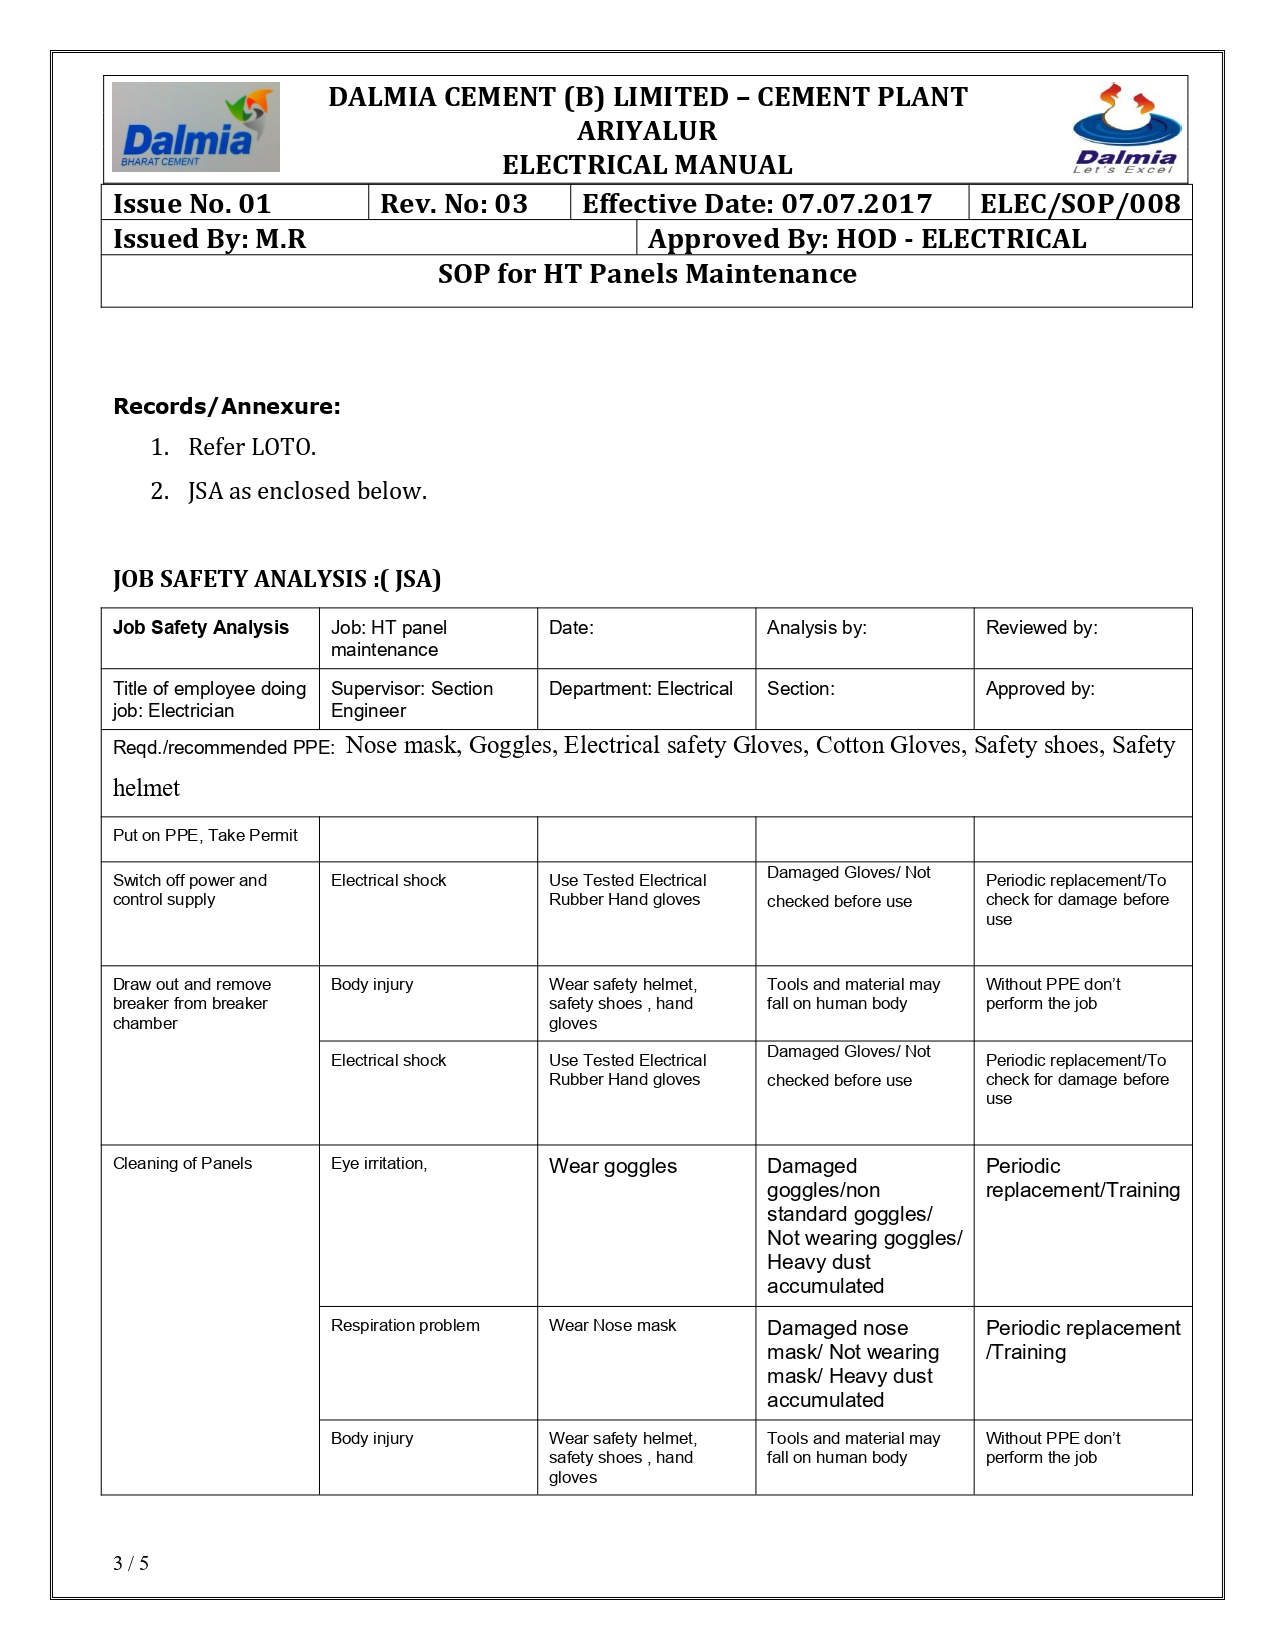 Dalmia
BHARAT CEMENT
DALMIA CEMENT (B) LIMITED – CEMENT PLANT
ARIYALUR
ELECTRICAL MANUAL
Dalmia
Let's Excel
Issue No. 01 Rev. No: 03 Effective Date: 07.07.2017 ELEC/SOP/008
Issued By: M.R Approved By: HOD - ELECTRICAL
SOP for HT Panels Maintenance
Records/Annexure:
1. Refer LOTO.
2. JSA as enclosed below.
JOB SAFETY ANALYSIS :( JSA)
Job Safety Analysis
Job: HT panel
maintenance
Date:
Analysis by:
Reviewed by:
Title of employee doing
job: Electrician
Supervisor: Section
Engineer
Department: Electrical
Section:
Approved by:
Reqd./recommended PPE: Nose mask, Goggles, Electrical safety Gloves, Cotton Gloves, Safety shoes, Safety
helmet
Put on PPE, Take Permit
Switch off power and
control supply
Electrical shock
Use Tested Electrical
Rubber Hand gloves
Damaged Gloves/ Not
checked before use
Periodic replacement/To
check for damage before
use
Draw out and remove
breaker from breaker
chamber
Body injury
Wear safety helmet,
safety shoes , hand
gloves
Tools and material may
fall on human body
Without PPE don’t
perform the job
Electrical shock
Use Tested Electrical
Rubber Hand gloves
Damaged Gloves/ Not
checked before use
Periodic replacement/To
check for damage before
use
Cleaning of Panels
Eye irritation,
Wear goggles
Damaged
goggles/non
standard goggles/
Not wearing goggles/
Heavy dust
accumulated
Periodic
replacement/Training
Respiration problem
Wear Nose mask
Damaged nose
mask/ Not wearing
mask/ Heavy dust
accumulated
Periodic replacement
/Training
Body injury
Wear safety helmet,
safety shoes , hand
gloves
Tools and material may
fall on human body
Without PPE don’t
perform the job
3 / 5